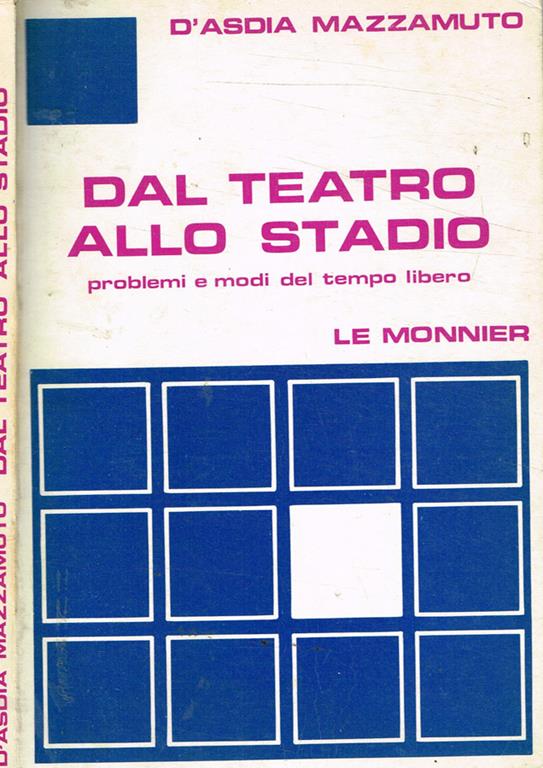 D'ASDIA MAZZAMUTO
DAL TEATRO
ALLO STADIO
problemi e modi del tempo libero
LE MONNIER
D'ASDIA MAZZAMUTO DAL TEATRO ALLO STADIO